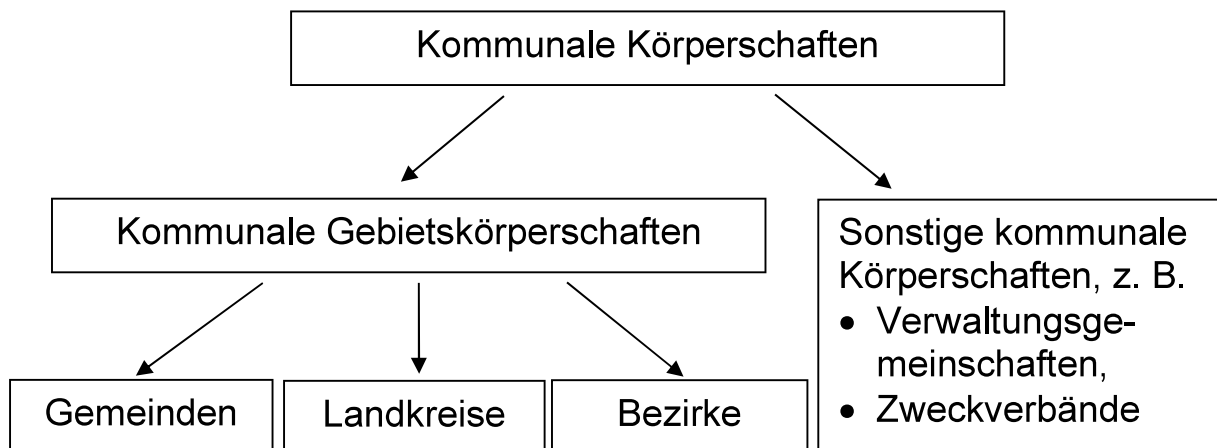 Kommunale Körperschaften
Kommunale Gebietskörperschaften
Gemeinden
Landkreise
Bezirke
Sonstige kommunale
Körperschaften, z. B.
• Verwaltungsge-
meinschaften,
• Zweckverbände